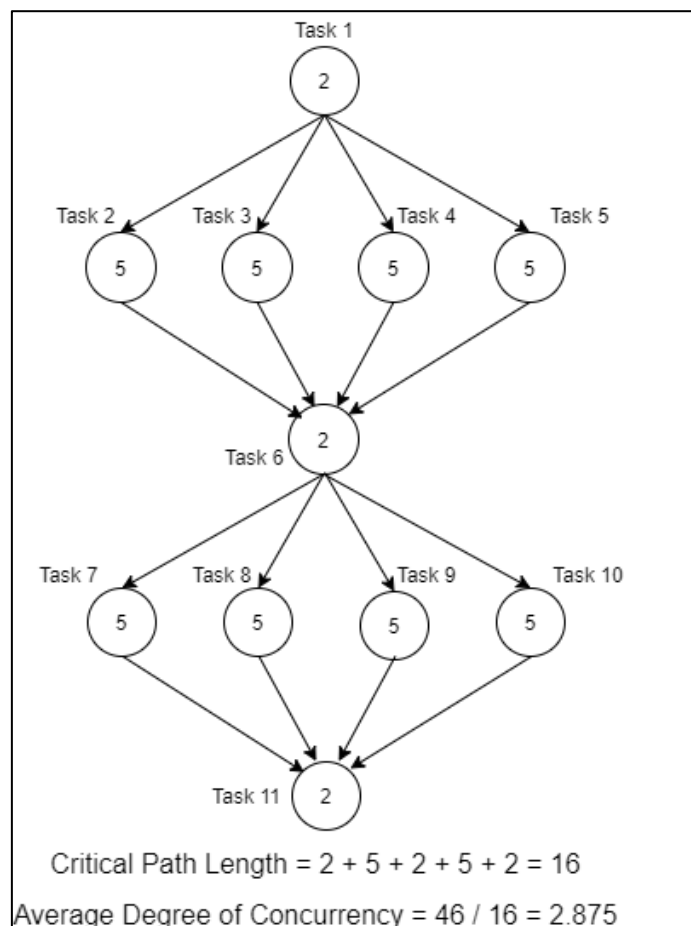 Task 1
2
Task 2 Task 3 Task 4 Task 5
5 5 5 5
2
Task 6
Task 7 Task 8 Task 9 Task 10
5 5 5 5
Task 11 2
Critical Path Length = 2 + 5 + 2 + 5 + 2 = 16
Average Degree of Concurrency = 46 / 16 = 2.875